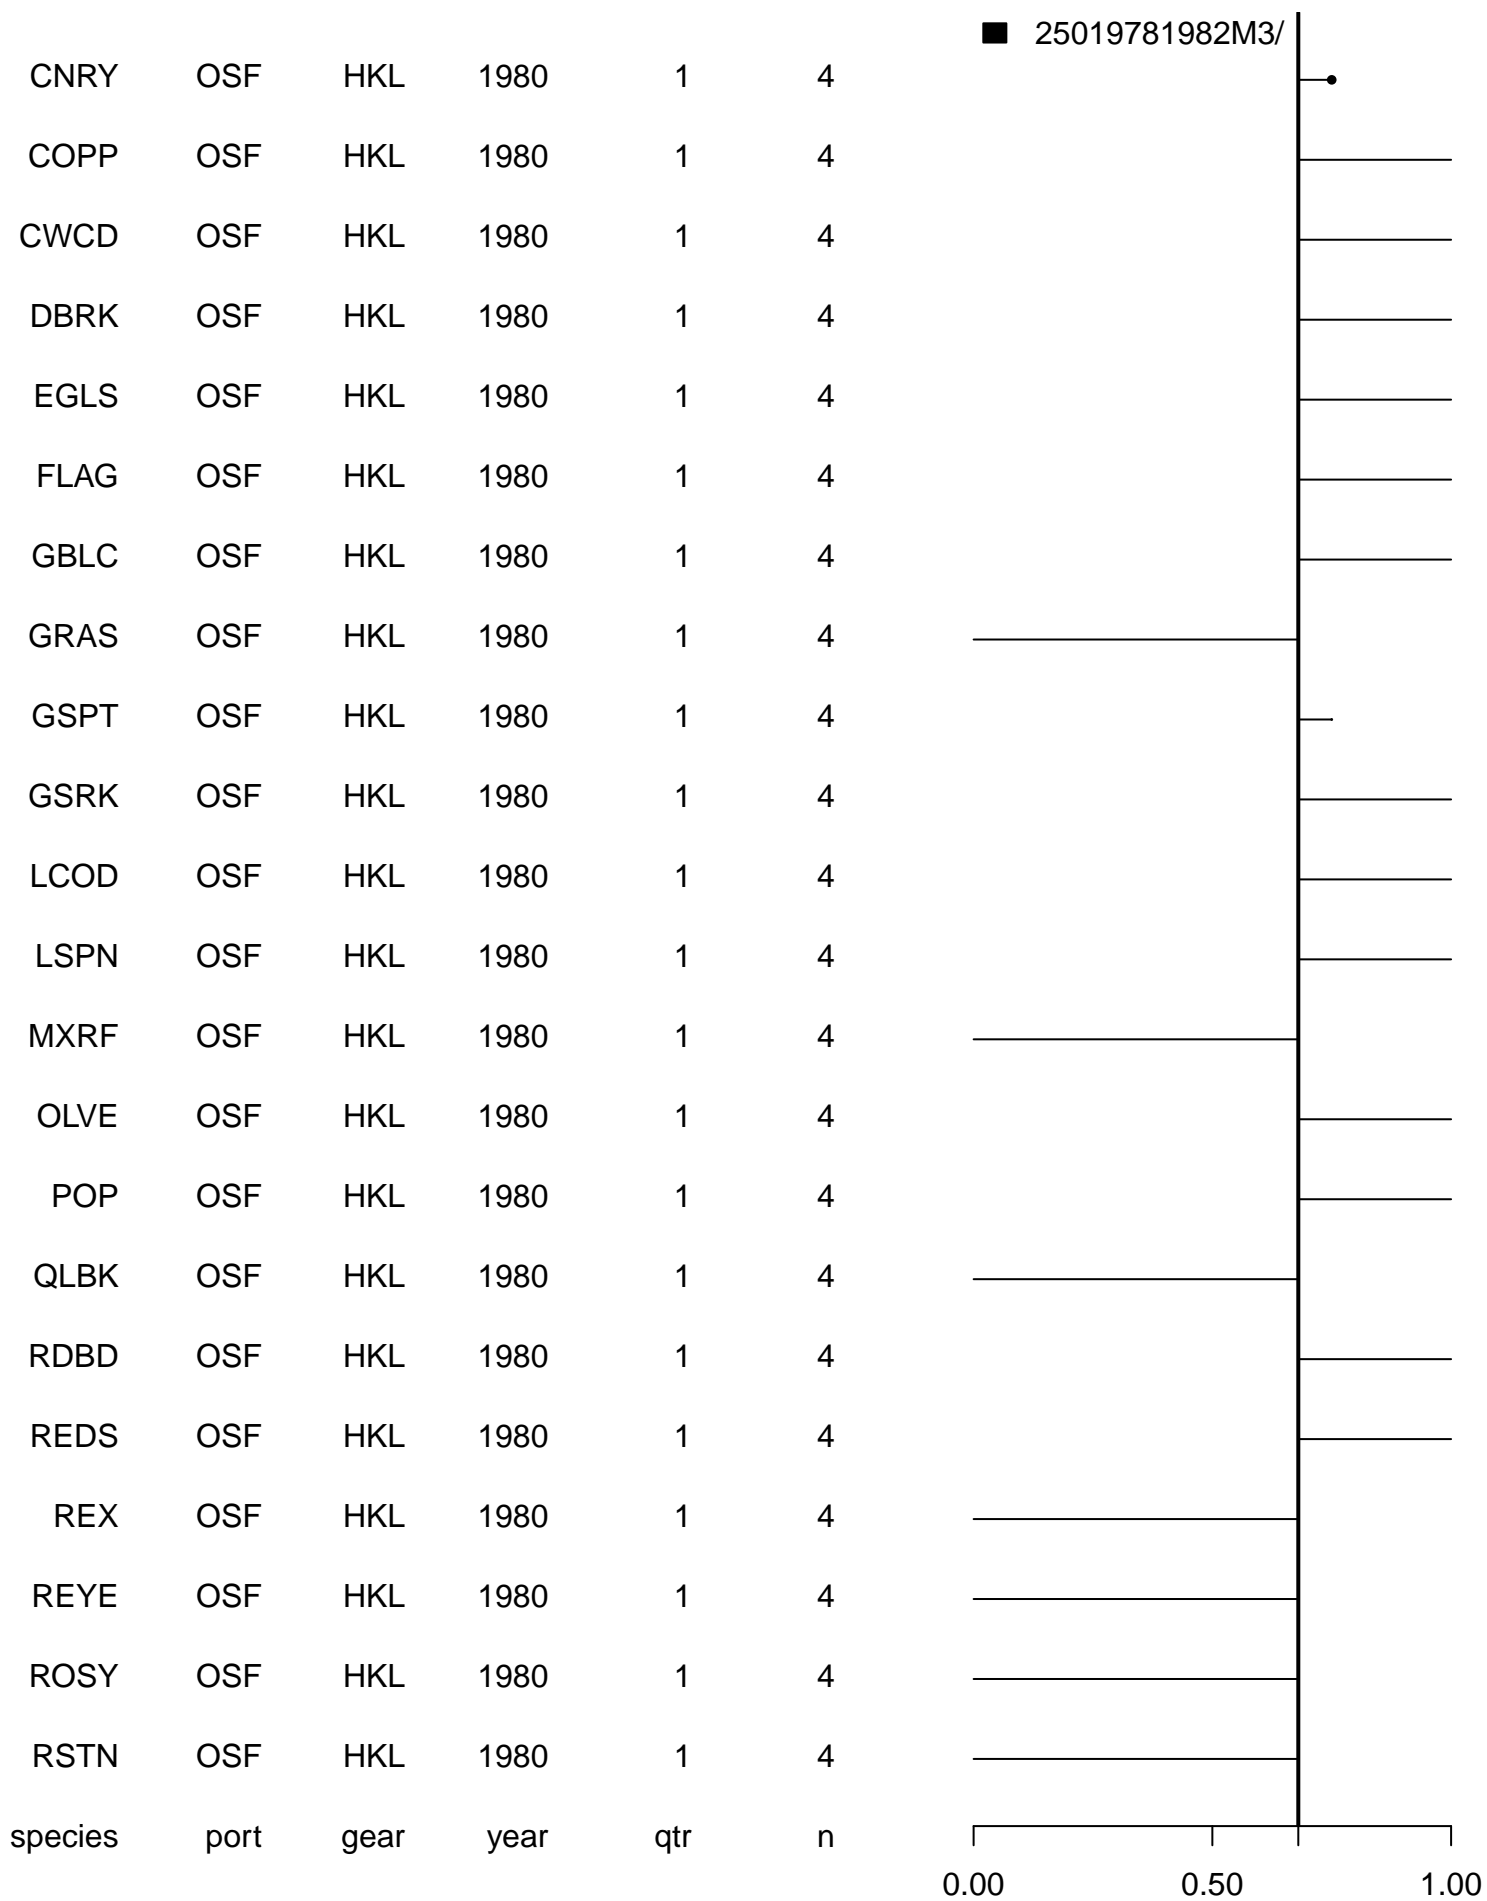 25019781982M3/
CNRY OSF HKL 1980 1 4
COPP OSF HKL 1980 1 4
CWCD OSF HKL 1980 1 4
DBRK OSF HKL 1980 1 4
EGLS OSF HKL 1980 1 4
FLAG OSF HKL 1980 1 4
GBLC OSF HKL 1980 1 4
GRAS OSF HKL 1980 1 4
GSPT OSF HKL 1980 1 4
GSRK OSF HKL 1980 1 4
LCOD OSF HKL 1980 1 4
LSPN OSF HKL 1980 1 4
MXRF OSF HKL 1980 1 4
OLVE OSF HKL 1980 1 4
POP OSF HKL 1980 1 4
QLBK OSF HKL 1980 1 4
RDBD OSF HKL 1980 1 4
REDS OSF HKL 1980 1 4
REX OSF HKL 1980 1 4
REYE OSF HKL 1980 1 4
ROSY OSF HKL 1980 1 4
RSTN OSF HKL 1980 1 4
species port gear year qtr n
0.00 0.50 1.00